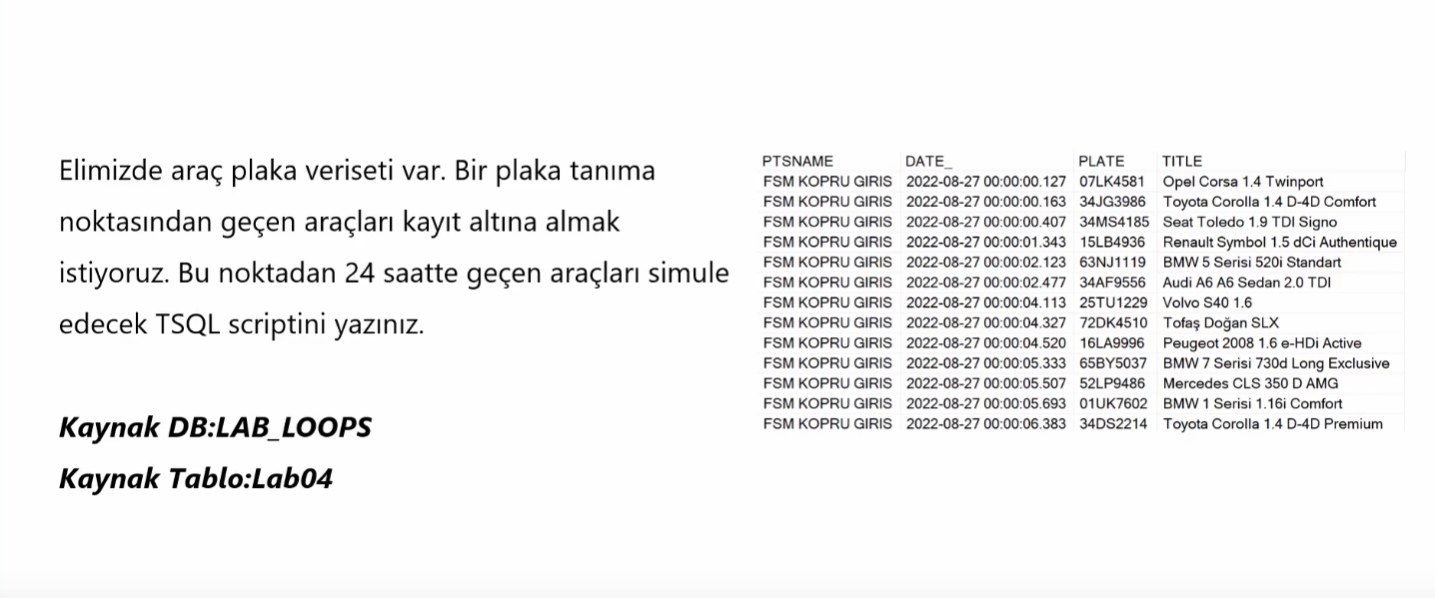 Elimizde araç plaka veriseti var. Bir plaka tanıma
noktasından geçen araçları kayıt altına almak
istiyoruz. Bu noktadan 24 saatte geçen araçları simule
edecek TSQL scriptini yazınız.
Kaynak DB:LAB_LOOPS
Kaynak Tablo:Lab04
PTSNAME DATE_ PLATE TITLE
FSM KOPRU GIRIS 2022-08-27 00:00:00.127 07LK4581 Opel Corsa 1.4 Twinport
FSM KOPRU GIRIS 2022-08-27 00:00:00.163 34JG3986 Toyota Corolla 1.4 D-4D Comfort
FSM KOPRU GIRIS 2022-08-27 00:00:00.407 34MS4185 Seat Toledo 1.9 TDI Signo
FSM KOPRU GIRIS 2022-08-27 00:00:01.343 15LB4936 Renault Symbol 1.5 dCi Authentique
FSM KOPRU GIRIS 2022-08-27 00:00:02.123 63NJ1119 BMW 5 Serisi 520i Standart
FSM KOPRU GIRIS 2022-08-27 00:00:02.477 34AF9556 Audi A6 A6 Sedan 2.0 TDI
FSM KOPRU GIRIS 2022-08-27 00:00:04.113 25TU1229 Volvo S40 1.6
FSM KOPRU GIRIS 2022-08-27 00:00:04.327 72DK4510 Tofaş Doğan SLX
FSM KOPRU GIRIS 2022-08-27 00:00:04.520 16LA9996 Peugeot 2008 1.6 e-HDi Active
FSM KOPRU GIRIS 2022-08-27 00:00:05.333 65BY5037 BMW 7 Serisi 730d Long Exclusive
FSM KOPRU GIRIS 2022-08-27 00:00:05.507 52LP9486 Mercedes CLS 350 D AMG
FSM KOPRU GIRIS 2022-08-27 00:00:05.693 01UK7602 BMW 1 Serisi 1.16i Comfort
FSM KOPRU GIRIS 2022-08-27 00:00:06.383 34DS2214 Toyota Corolla 1.4 D-4D Premium